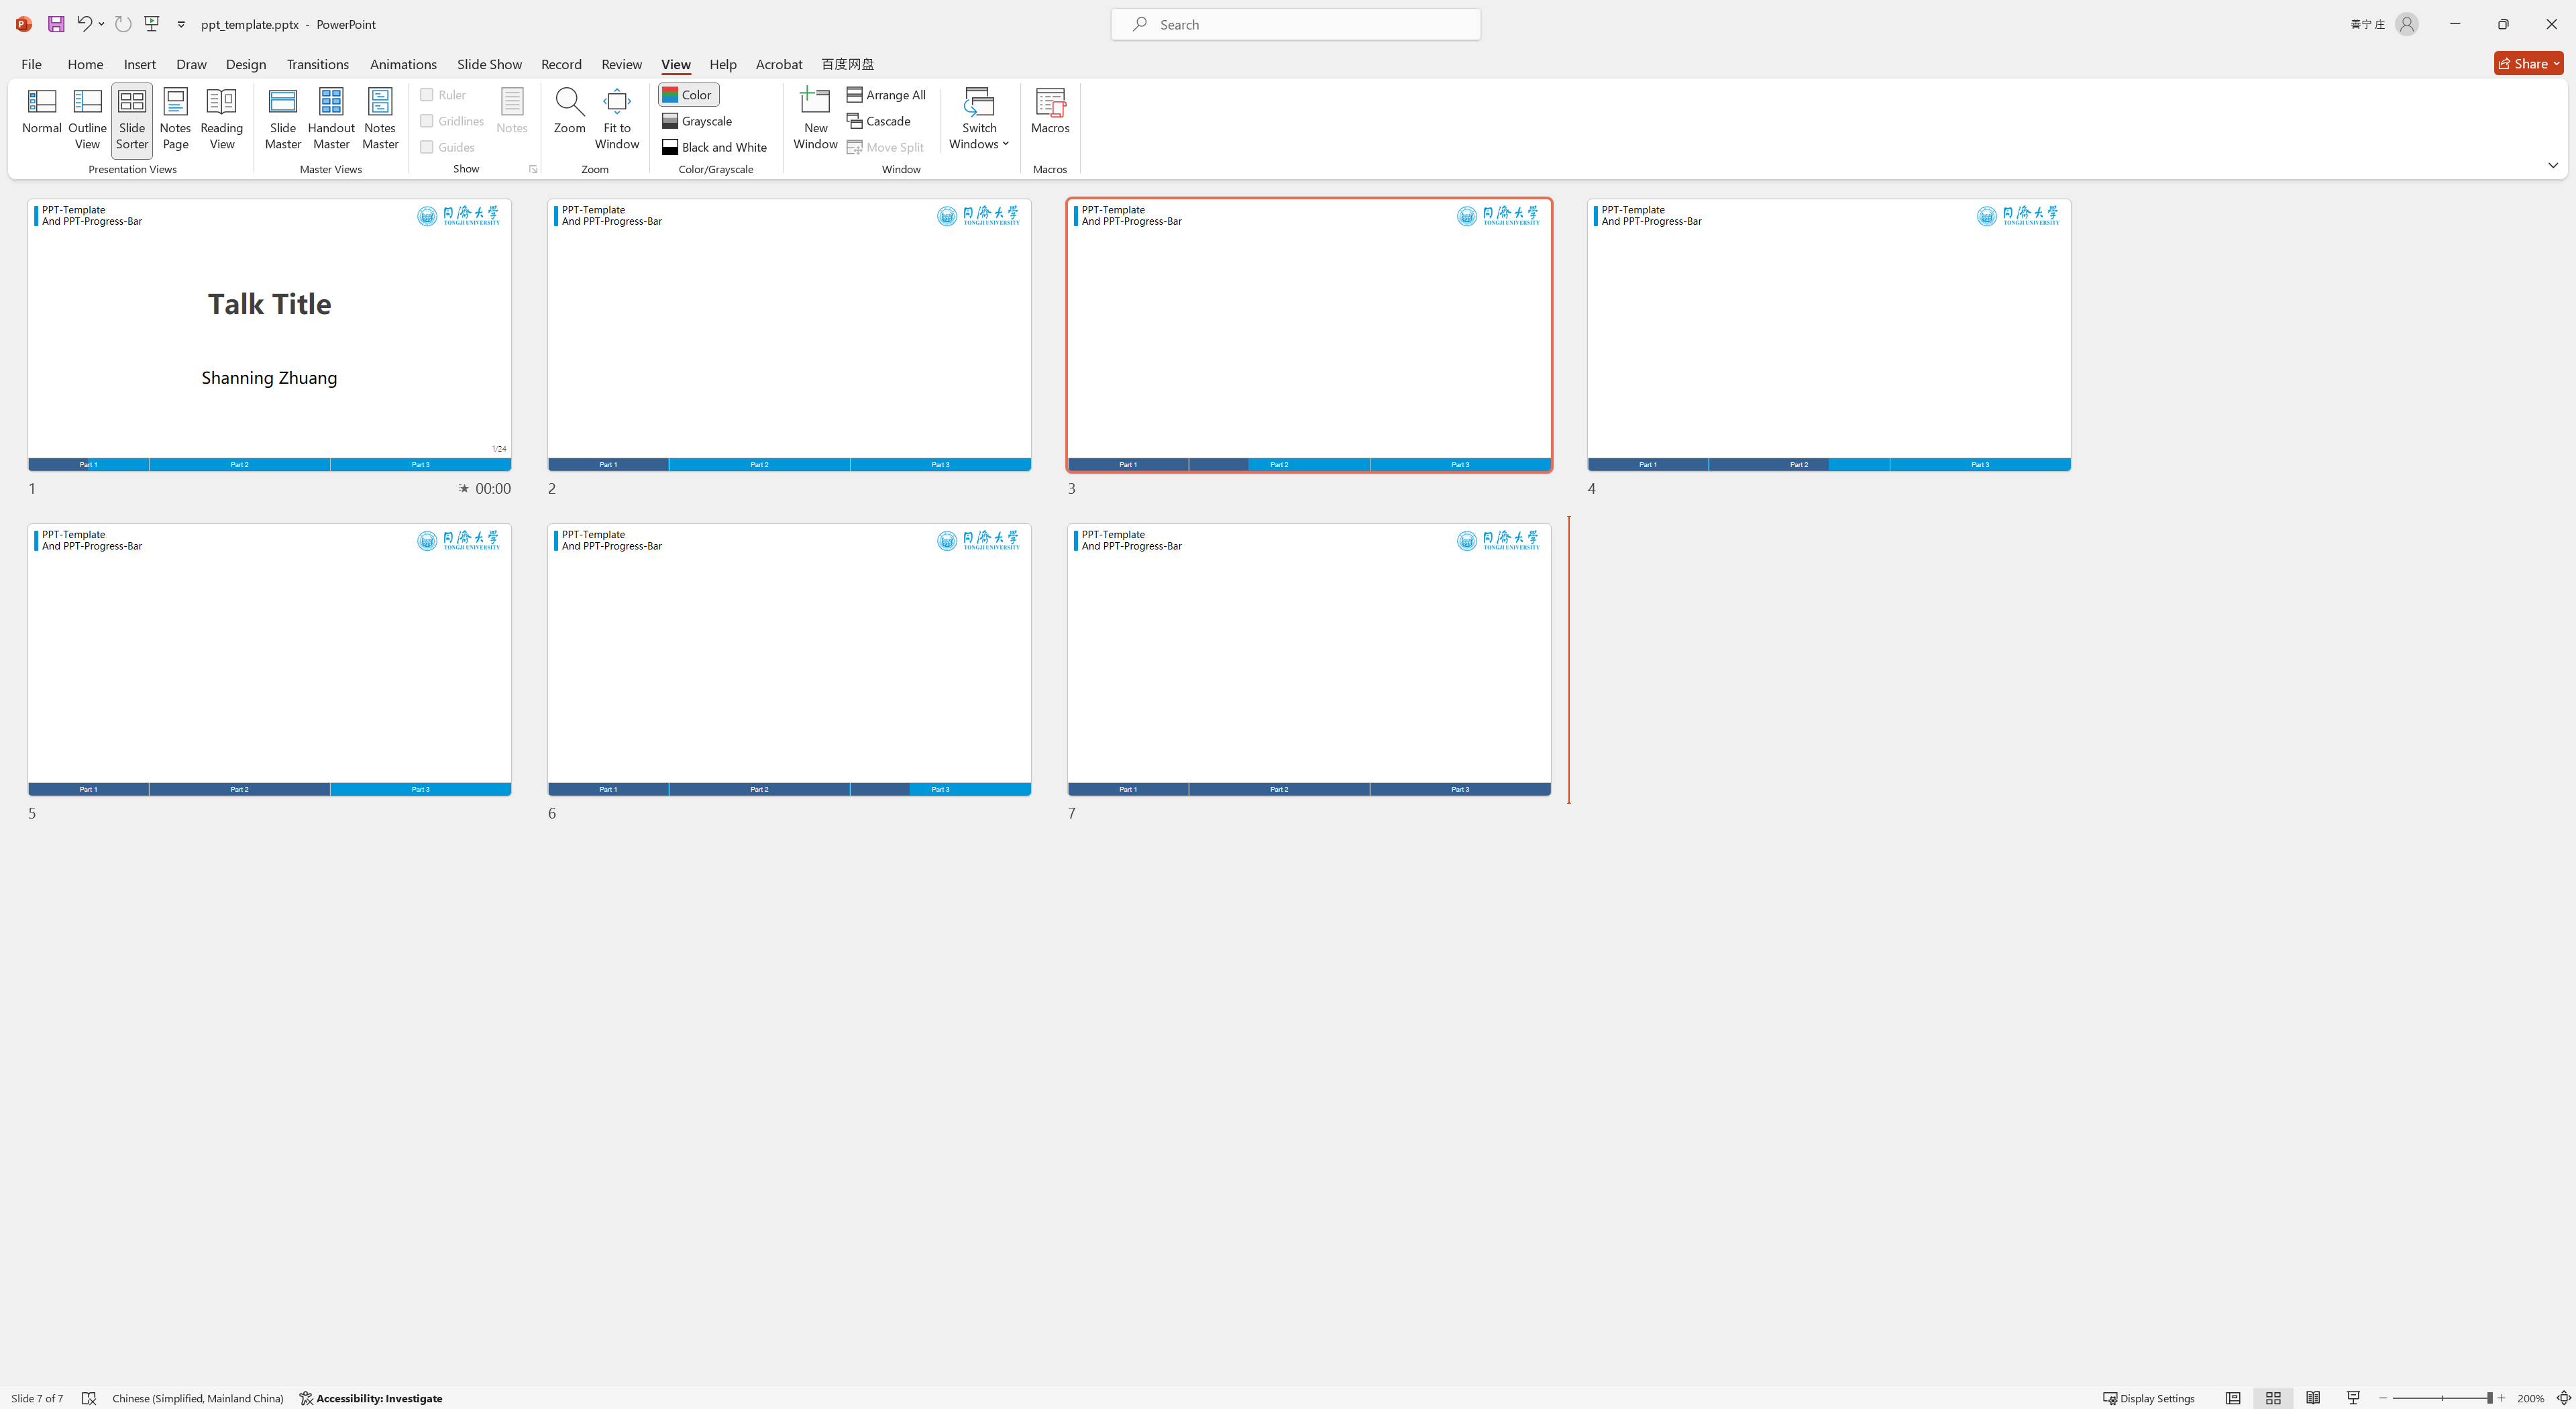 ppt_template.pptx - PowerPoint
Search
善宁 庄
File Home Insert Draw Design Transitions Animations Slide Show Record Review View Help Acrobat 百度网盘
Share
Normal
Outline View
Slide Sorter
Notes Page
Reading View
Presentation Views
Slide Master
Handout Master
Notes Master
Master Views
Ruler
Gridlines
Guides
Notes
Show
Zoom
Fit to Window
Zoom
Color
Grayscale
Black and White
Color/Grayscale
New Window
Arrange All
Cascade
Move Split
Switch Windows
Window
Macros
Macros
PPT-Template
And PPT-Progress-Bar
同济大学
TONGJI UNIVERSITY
Talk Title
Shanning Zhuang
1/24
Part 1 Part 2 Part 3
1 00:00
PPT-Template
And PPT-Progress-Bar
同济大学
TONGJI UNIVERSITY
Part 1 Part 2 Part 3
2
PPT-Template
And PPT-Progress-Bar
同济大学
TONGJI UNIVERSITY
Part 1 Part 2 Part 3
3
PPT-Template
And PPT-Progress-Bar
同济大学
TONGJI UNIVERSITY
Part 1 Part 2 Part 3
4
PPT-Template
And PPT-Progress-Bar
同济大学
TONGJI UNIVERSITY
Part 1 Part 2 Part 3
5
PPT-Template
And PPT-Progress-Bar
同济大学
TONGJI UNIVERSITY
Part 1 Part 2 Part 3
6
PPT-Template
And PPT-Progress-Bar
同济大学
TONGJI UNIVERSITY
Part 1 Part 2 Part 3
7
Slide 7 of 7
Chinese (Simplified, Mainland China)
Accessibility: Investigate
Display Settings
200%